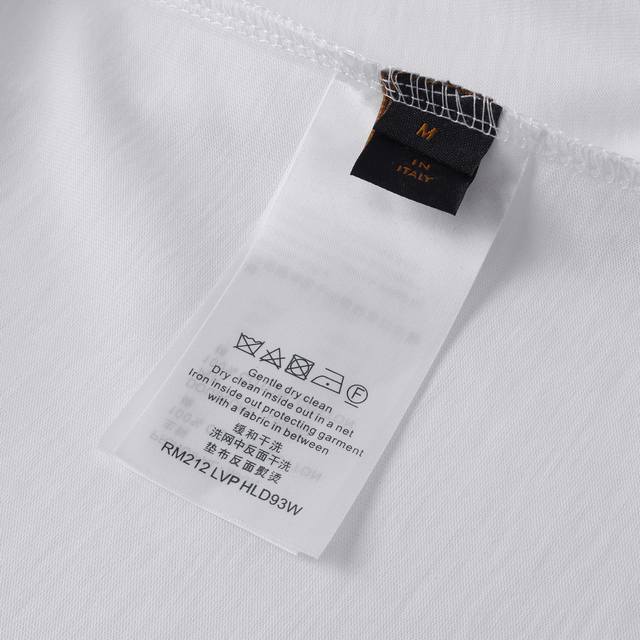 M
IN
ITALY
Gentle dry clean
Dry clean inside out in a net
Iron inside out protecting garment
with a fabric in between
缓和干洗
洗网中反面干洗
垫布反面熨烫
RM212 LVP HLD93W